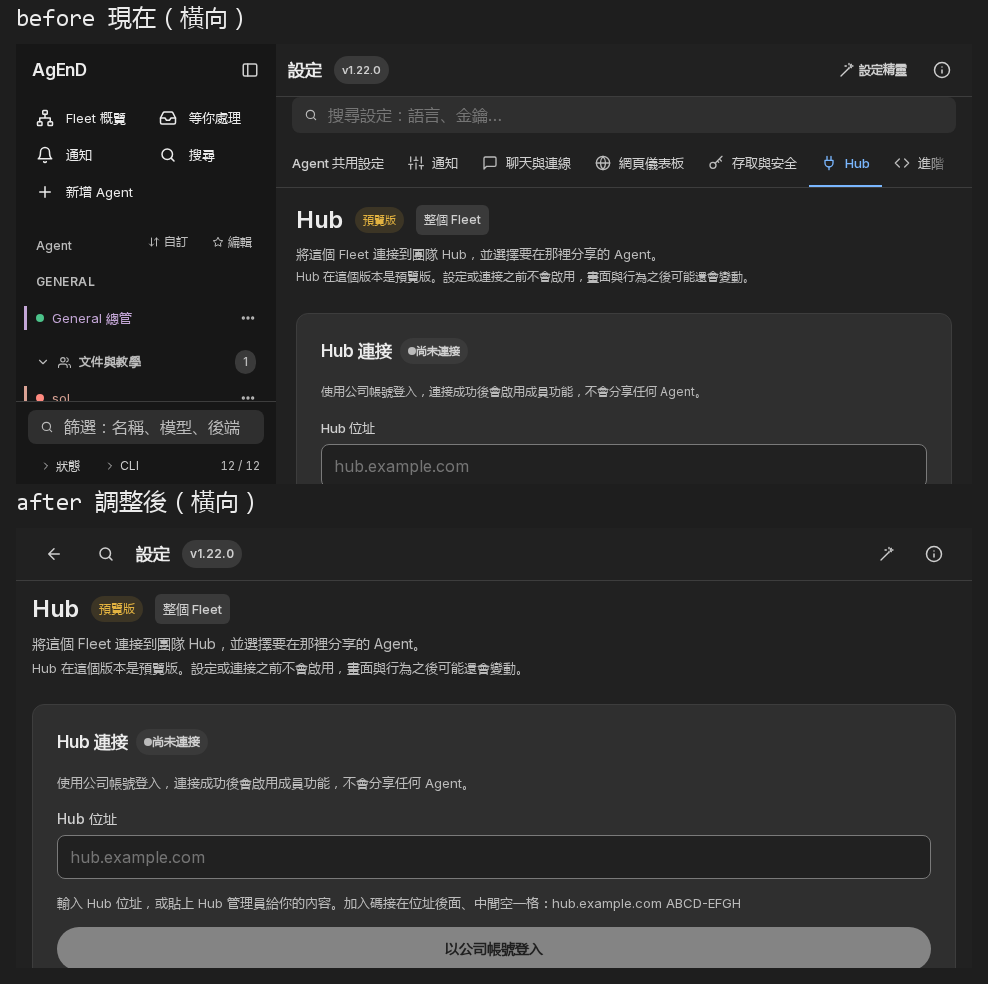 before 現在（橫向）
AgEnD
設定 v1.22.0 設定精靈
Fleet 概覽 等你處理
通知 搜尋
新增 Agent
搜尋設定：語言、金鑰...
Agent 共用設定 通知 聊天與連線 網頁儀表板 存取與安全 Hub 進階
Agent 自訂 編輯
GENERAL
General 總管
文件與教學 1
sol
篩選：名稱、模型、後端
狀態 CLI 12 / 12
Hub 預覽版 整個 Fleet
將這個 Fleet 連接到團隊 Hub，並選擇要在那裡分享的 Agent。
Hub 在這個版本是預覽版。設定或連接之前不會啟用，畫面與行為之後可能還會變動。
Hub 連接 尚未連接
使用公司帳號登入，連接成功後會啟用成員功能，不會分享任何 Agent。
Hub 位址
hub.example.com
after 調整後（橫向）
設定 v1.22.0
Hub 預覽版 整個 Fleet
將這個 Fleet 連接到團隊 Hub，並選擇要在那裡分享的 Agent。
Hub 在這個版本是預覽版。設定或連接之前不會啟用，畫面與行為之後可能還會變動。
Hub 連接 尚未連接
使用公司帳號登入，連接成功後會啟用成員功能，不會分享任何 Agent。
Hub 位址
hub.example.com
輸入 Hub 位址，或貼上 Hub 管理員給你的內容。加入碼接在位址後面、中間空一格：hub.example.com ABCD-EFGH
以公司帳號登入